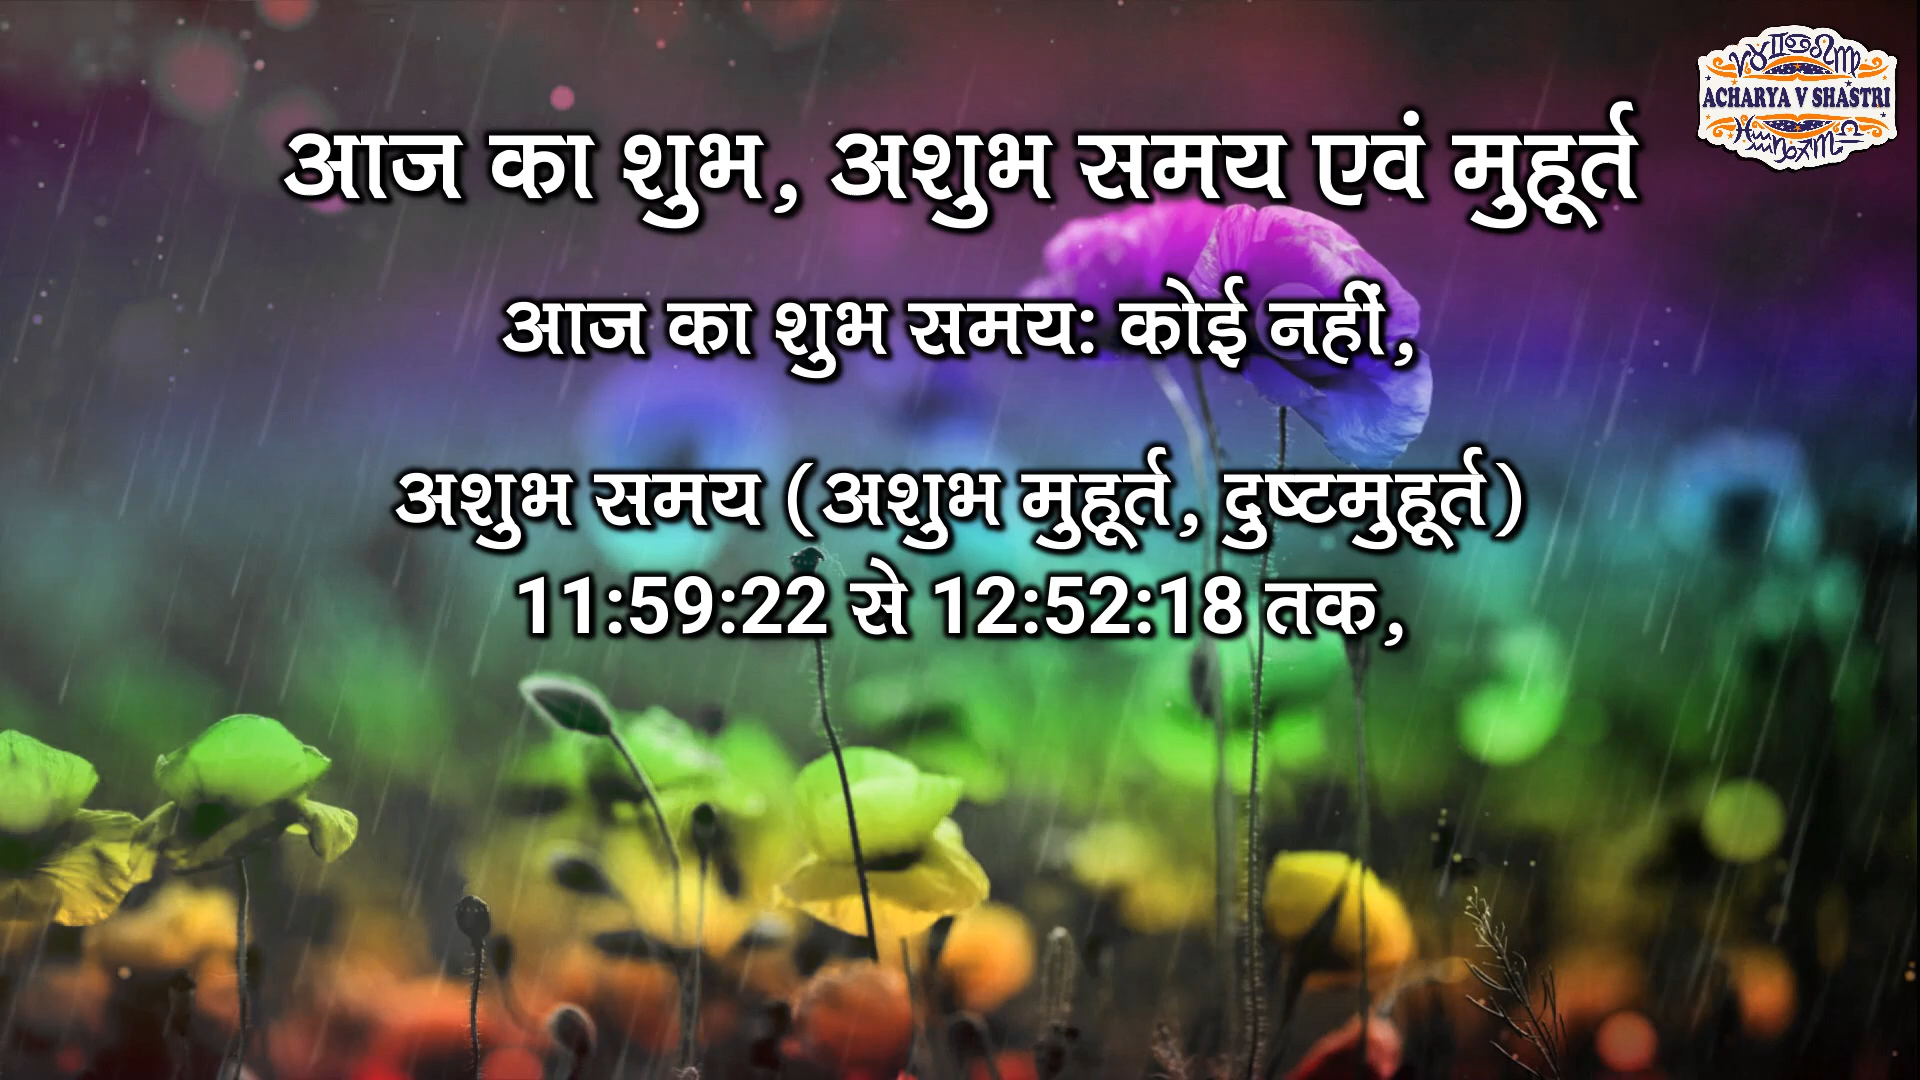 ACHARYA V SHASTRI
आज का शुभ, अशुभ समय एवं मुहूर्त
आज का शुभ समय: कोई नहीं,
अशुभ समय (अशुभ मुहूर्त, दुष्टमुहूर्त)
11:59:22 से 12:52:18 तक,